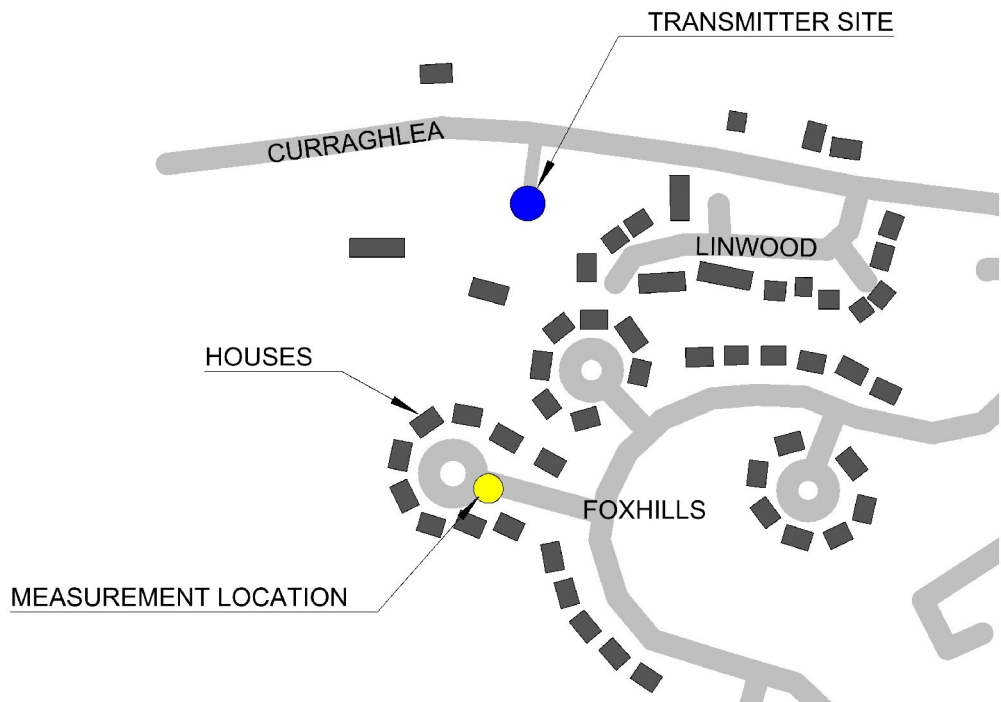 TRANSMITTER SITE
CURRAGHLEA
LINWOOD
HOUSES
FOXHILLS
MEASUREMENT LOCATION